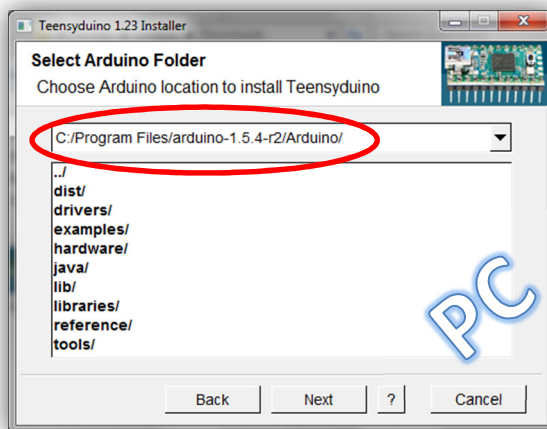 Teensyduino 1.23 Installer
Select Arduino Folder
Choose Arduino location to install Teensyduino
C:/Program Files/arduino-1.5.4-r2/Arduino/
../
dist/
drivers/
examples/
hardware/
java/
lib/
libraries/
reference/
tools/
PC
Back Next ? Cancel